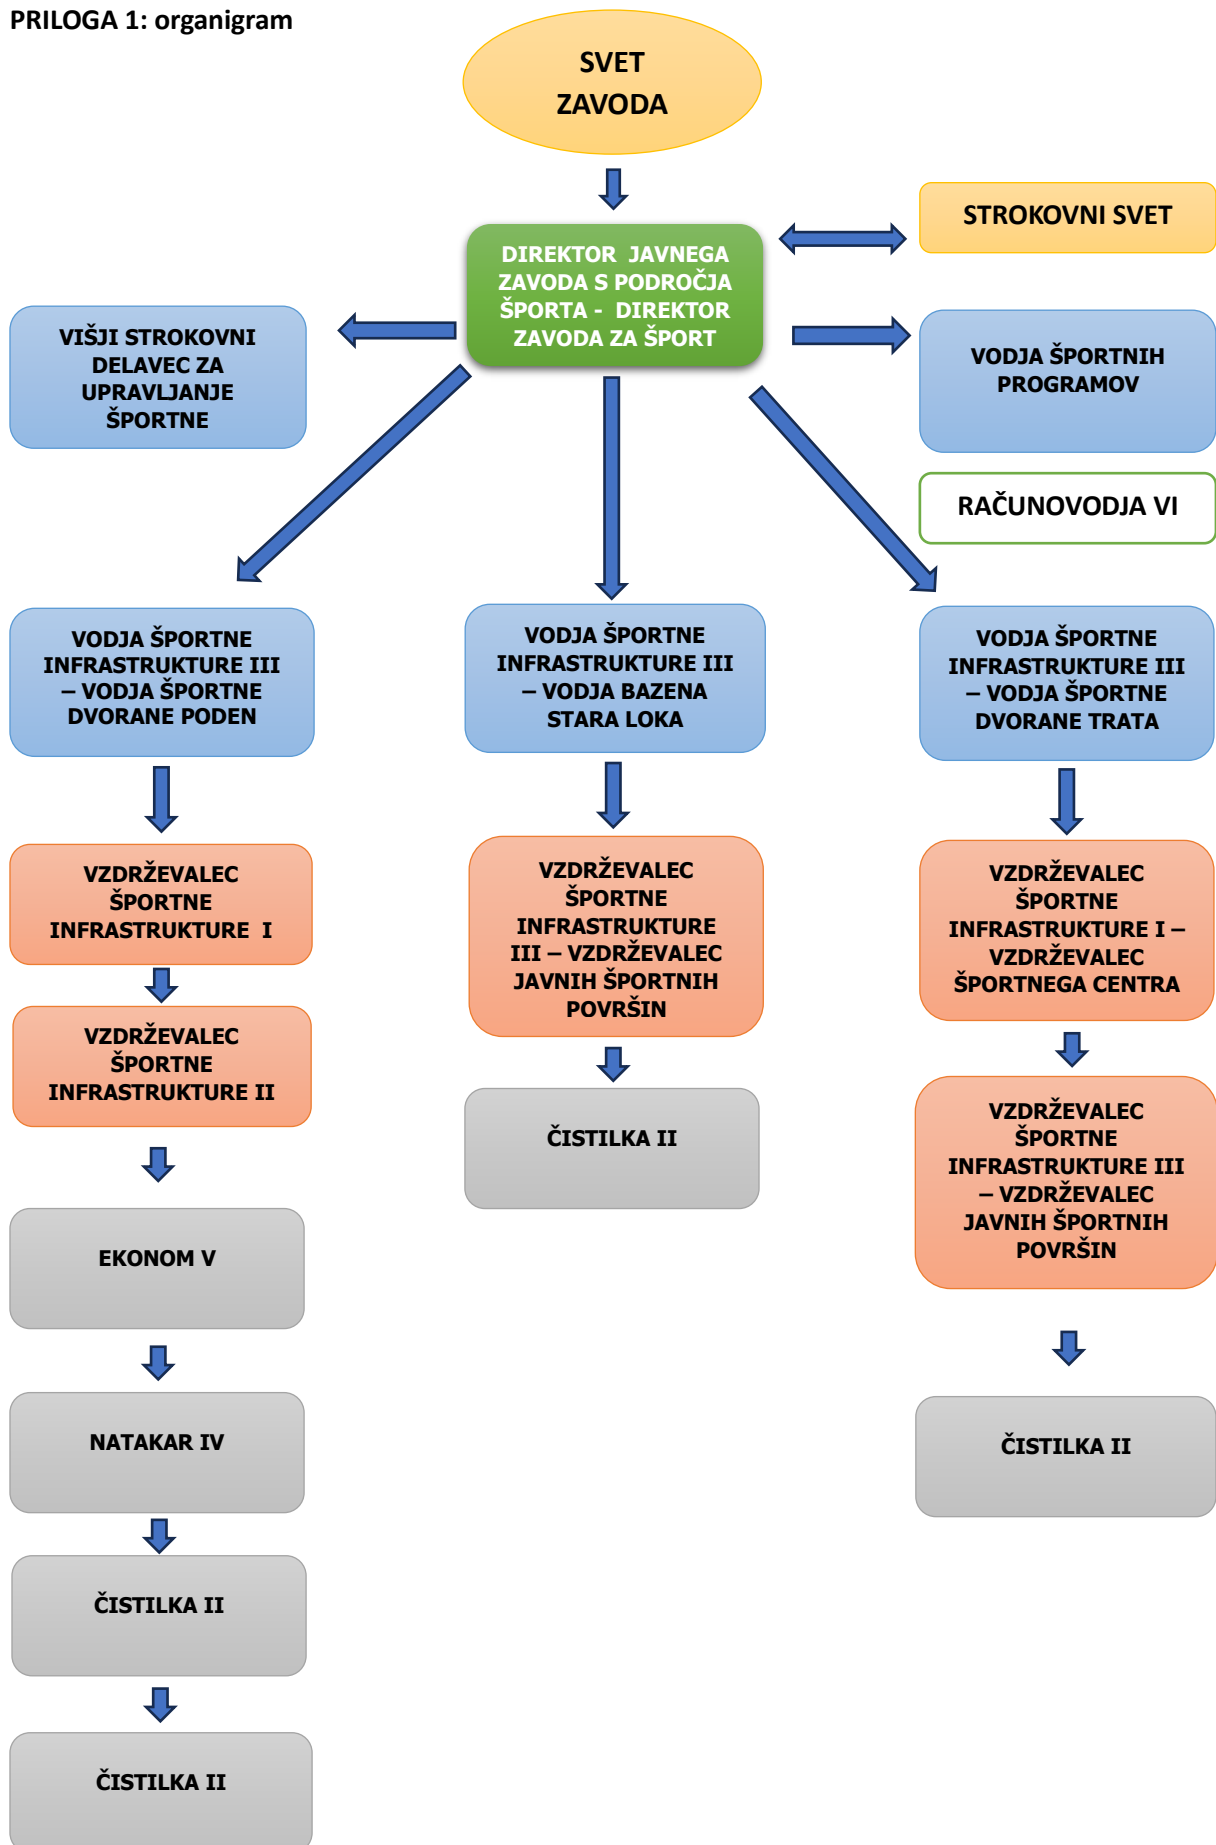 PRILOGA 1: organigram
SVET
ZAVODA
STROKOVNI SVET
DIREKTOR JAVNEGA
ZAVODA S PODROČJA
ŠPORTA - DIREKTOR
ZAVODA ZA ŠPORT
VIŠJI STROKOVNI
DELAVEC ZA
UPRAVLJANJE
ŠPORTNE
VODJA ŠPORTNIH
PROGRAMOV
RAČUNOVODJA VI
VODJA ŠPORTNE
INFRASTRUKTURE III
– VODJA ŠPORTNE
DVORANE PODEN
VODJA ŠPORTNE
INFRASTRUKTURE III
– VODJA BAZENA
STARA LOKA
VODJA ŠPORTNE
INFRASTRUKTURE III
– VODJA ŠPORTNE
DVORANE TRATA
VZDRŽEVALEC
ŠPORTNE
INFRASTRUKTURE I
VZDRŽEVALEC
ŠPORTNE
INFRASTRUKTURE
III – VZDRŽEVALEC
JAVNIH ŠPORTNIH
POVRŠIN
VZDRŽEVALEC
ŠPORTNE
INFRASTRUKTURE I –
VZDRŽEVALEC
ŠPORTNEGA CENTRA
VZDRŽEVALEC
ŠPORTNE
INFRASTRUKTURE II
ČISTILKA II
VZDRŽEVALEC
ŠPORTNE
INFRASTRUKTURE III
– VZDRŽEVALEC
JAVNIH ŠPORTNIH
POVRŠIN
EKONOM V
NATAKAR IV
ČISTILKA II
ČISTILKA II
ČISTILKA II